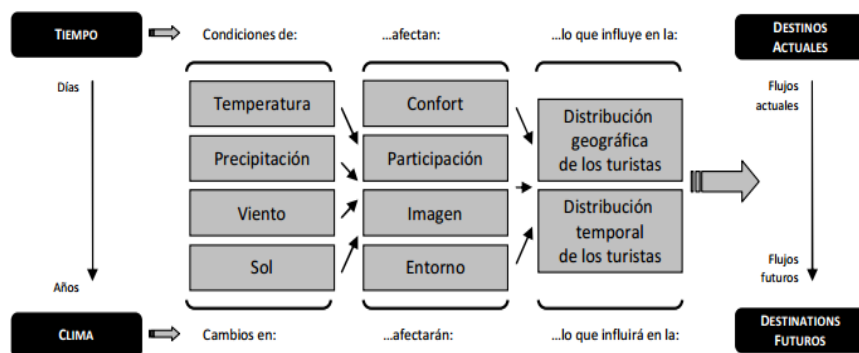 TIEMPO
Condiciones de:
...afectan:
...lo que influye en la:
DESTINOS
ACTUALES
Días
Flujos
actuales
Temperatura
Confort
Distribución
geográfica
de los turistas
Precipitación
Participación
Viento
Imagen
Distribución
temporal
de los turistas
Sol
Entorno
Años
Flujos
futuros
CLIMA
Cambios en:
...afectarán:
...lo que influirá en la:
DESTINATIONS
FUTUROS